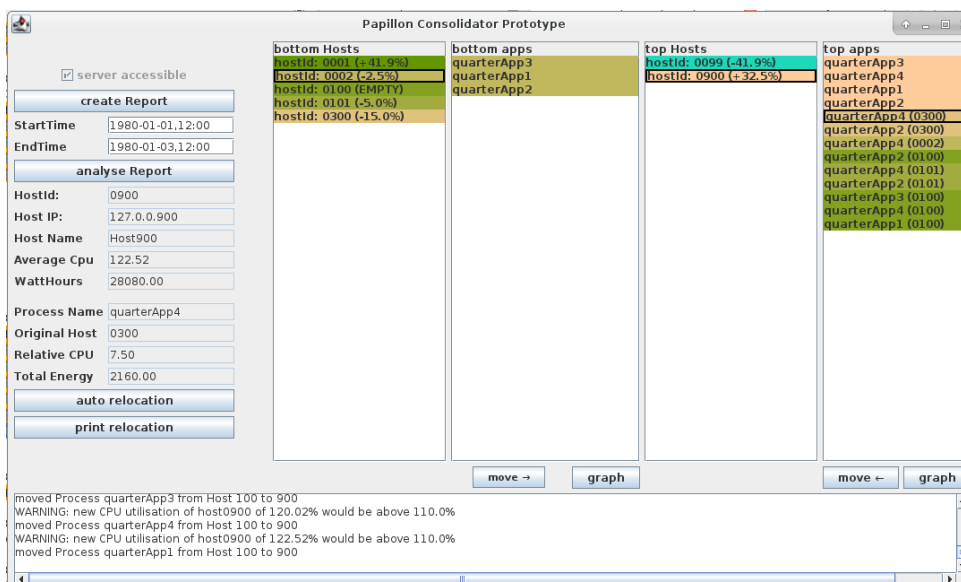 Papillon Consolidator Prototype
server accessible
create Report
StartTime 1980-01-01,12:00
EndTime 1980-01-03,12:00
analyse Report
HostId: 0900
Host IP: 127.0.0.900
Host Name Host900
Average Cpu 122.52
WattHours 28080.00
Process Name quarterApp4
Original Host 0300
Relative CPU 7.50
Total Energy 2160.00
auto relocation
print relocation
bottom Hosts
hostId: 0001 (+41.9%)
hostId: 0002 (-2.5%)
hostId: 0100 (EMPTY)
hostId: 0101 (-5.0%)
hostId: 0300 (-15.0%)
bottom apps
quarterApp3
quarterApp1
quarterApp2
move →
graph
top Hosts
hostId: 0099 (-41.9%)
hostId: 0900 (+32.5%)
top apps
quarterApp3
quarterApp4
quarterApp1
quarterApp2
quarterApp4 (0300)
quarterApp2 (0300)
quarterApp4 (0002)
quarterApp2 (0100)
quarterApp4 (0101)
quarterApp2 (0101)
quarterApp3 (0100)
quarterApp4 (0100)
quarterApp1 (0100)
move ←
graph
moved Process quarterApp3 from Host 100 to 900
WARNING: new CPU utilisation of host0900 of 120.02% would be above 110.0%
moved Process quarterApp4 from Host 100 to 900
WARNING: new CPU utilisation of host0900 of 122.52% would be above 110.0%
moved Process quarterApp1 from Host 100 to 900